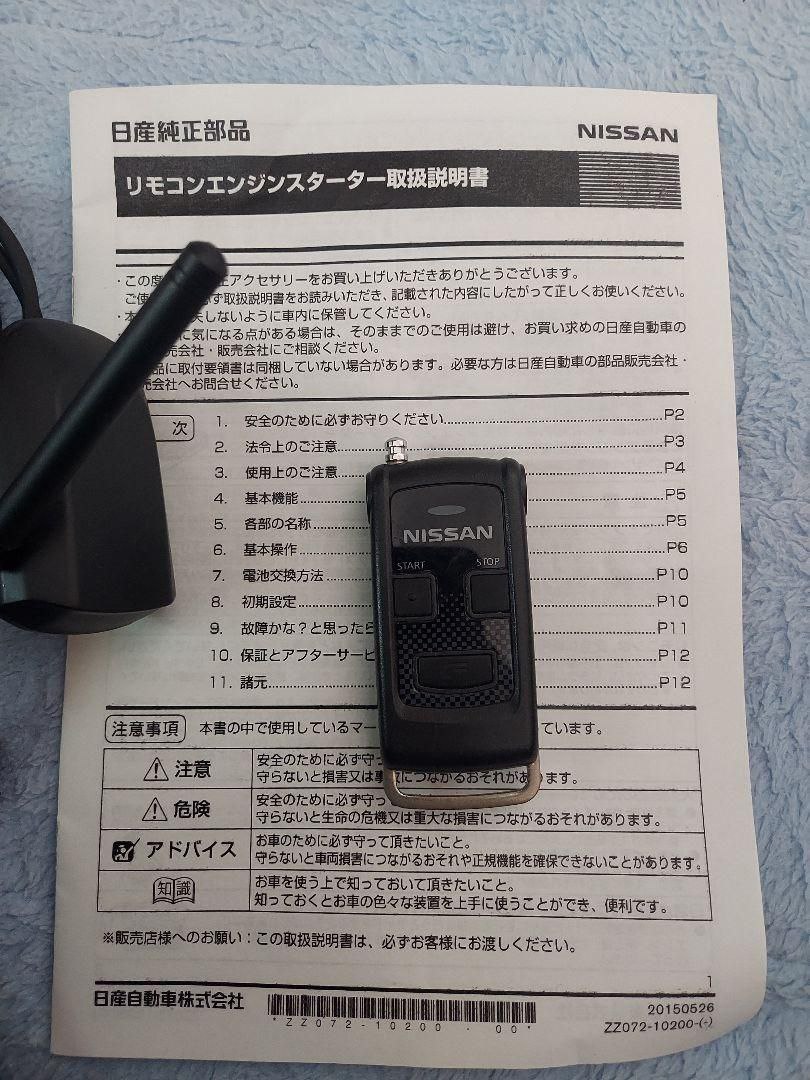 日産純正部品
NISSAN
リモコンエンジンスターター取扱説明書
・この度 アクセサリーをお買い上げいただきありがとうございます。
ご使 ず取扱説明書をお読みいただき、記載された内容にしたがって正しくお使いください。
・本 失しないように車内に保管してください。
に気になる点がある場合は、そのままでのご使用は避け、お買い求めの日産自動車の
売会社・販売会社にご相談ください。
品に取付要領書は同梱していない場合があります。必要な方は日産自動車の部品販売会社・
売会社へお問合せください。
次
1. 安全のために必ずお守りください P2
2. 法令上のご注意 P3
3. 使用上のご注意 P4
4. 基本機能 P5
5. 各部の名称 P5
6. 基本操作 P6
7. 電池交換方法 P10
8. 初期設定 P10
9. 故障かな?と思ったら P11
10. 保証とアフターサービ P12
11. 諸元 P12
NISSAN
START STOP
注意事項 本書の中で使用しているマー ています。
注意
安全のために必ず守っ
守らないと損害又は事故につながるおそれがあります。
危険
安全のために必ず守っ
守らないと生命の危機又は重大な損害につながるおそれがあります。
アドバイス
お車のために必ず守って頂きたいこと。
守らないと車両損害につながるおそれや正規機能を確保できないことがあります。
知識
お車を使う上で知っておいて頂きたいこと。
知っておくとお車の色々な装置を上手に使うことができ、便利です。
※販売店様へのお願い：この取扱説明書は、必ずお客様にお渡しください。
1
日産自動車株式会社
*ZZ072-10200-00*
20150526
ZZ072-10200-(-)